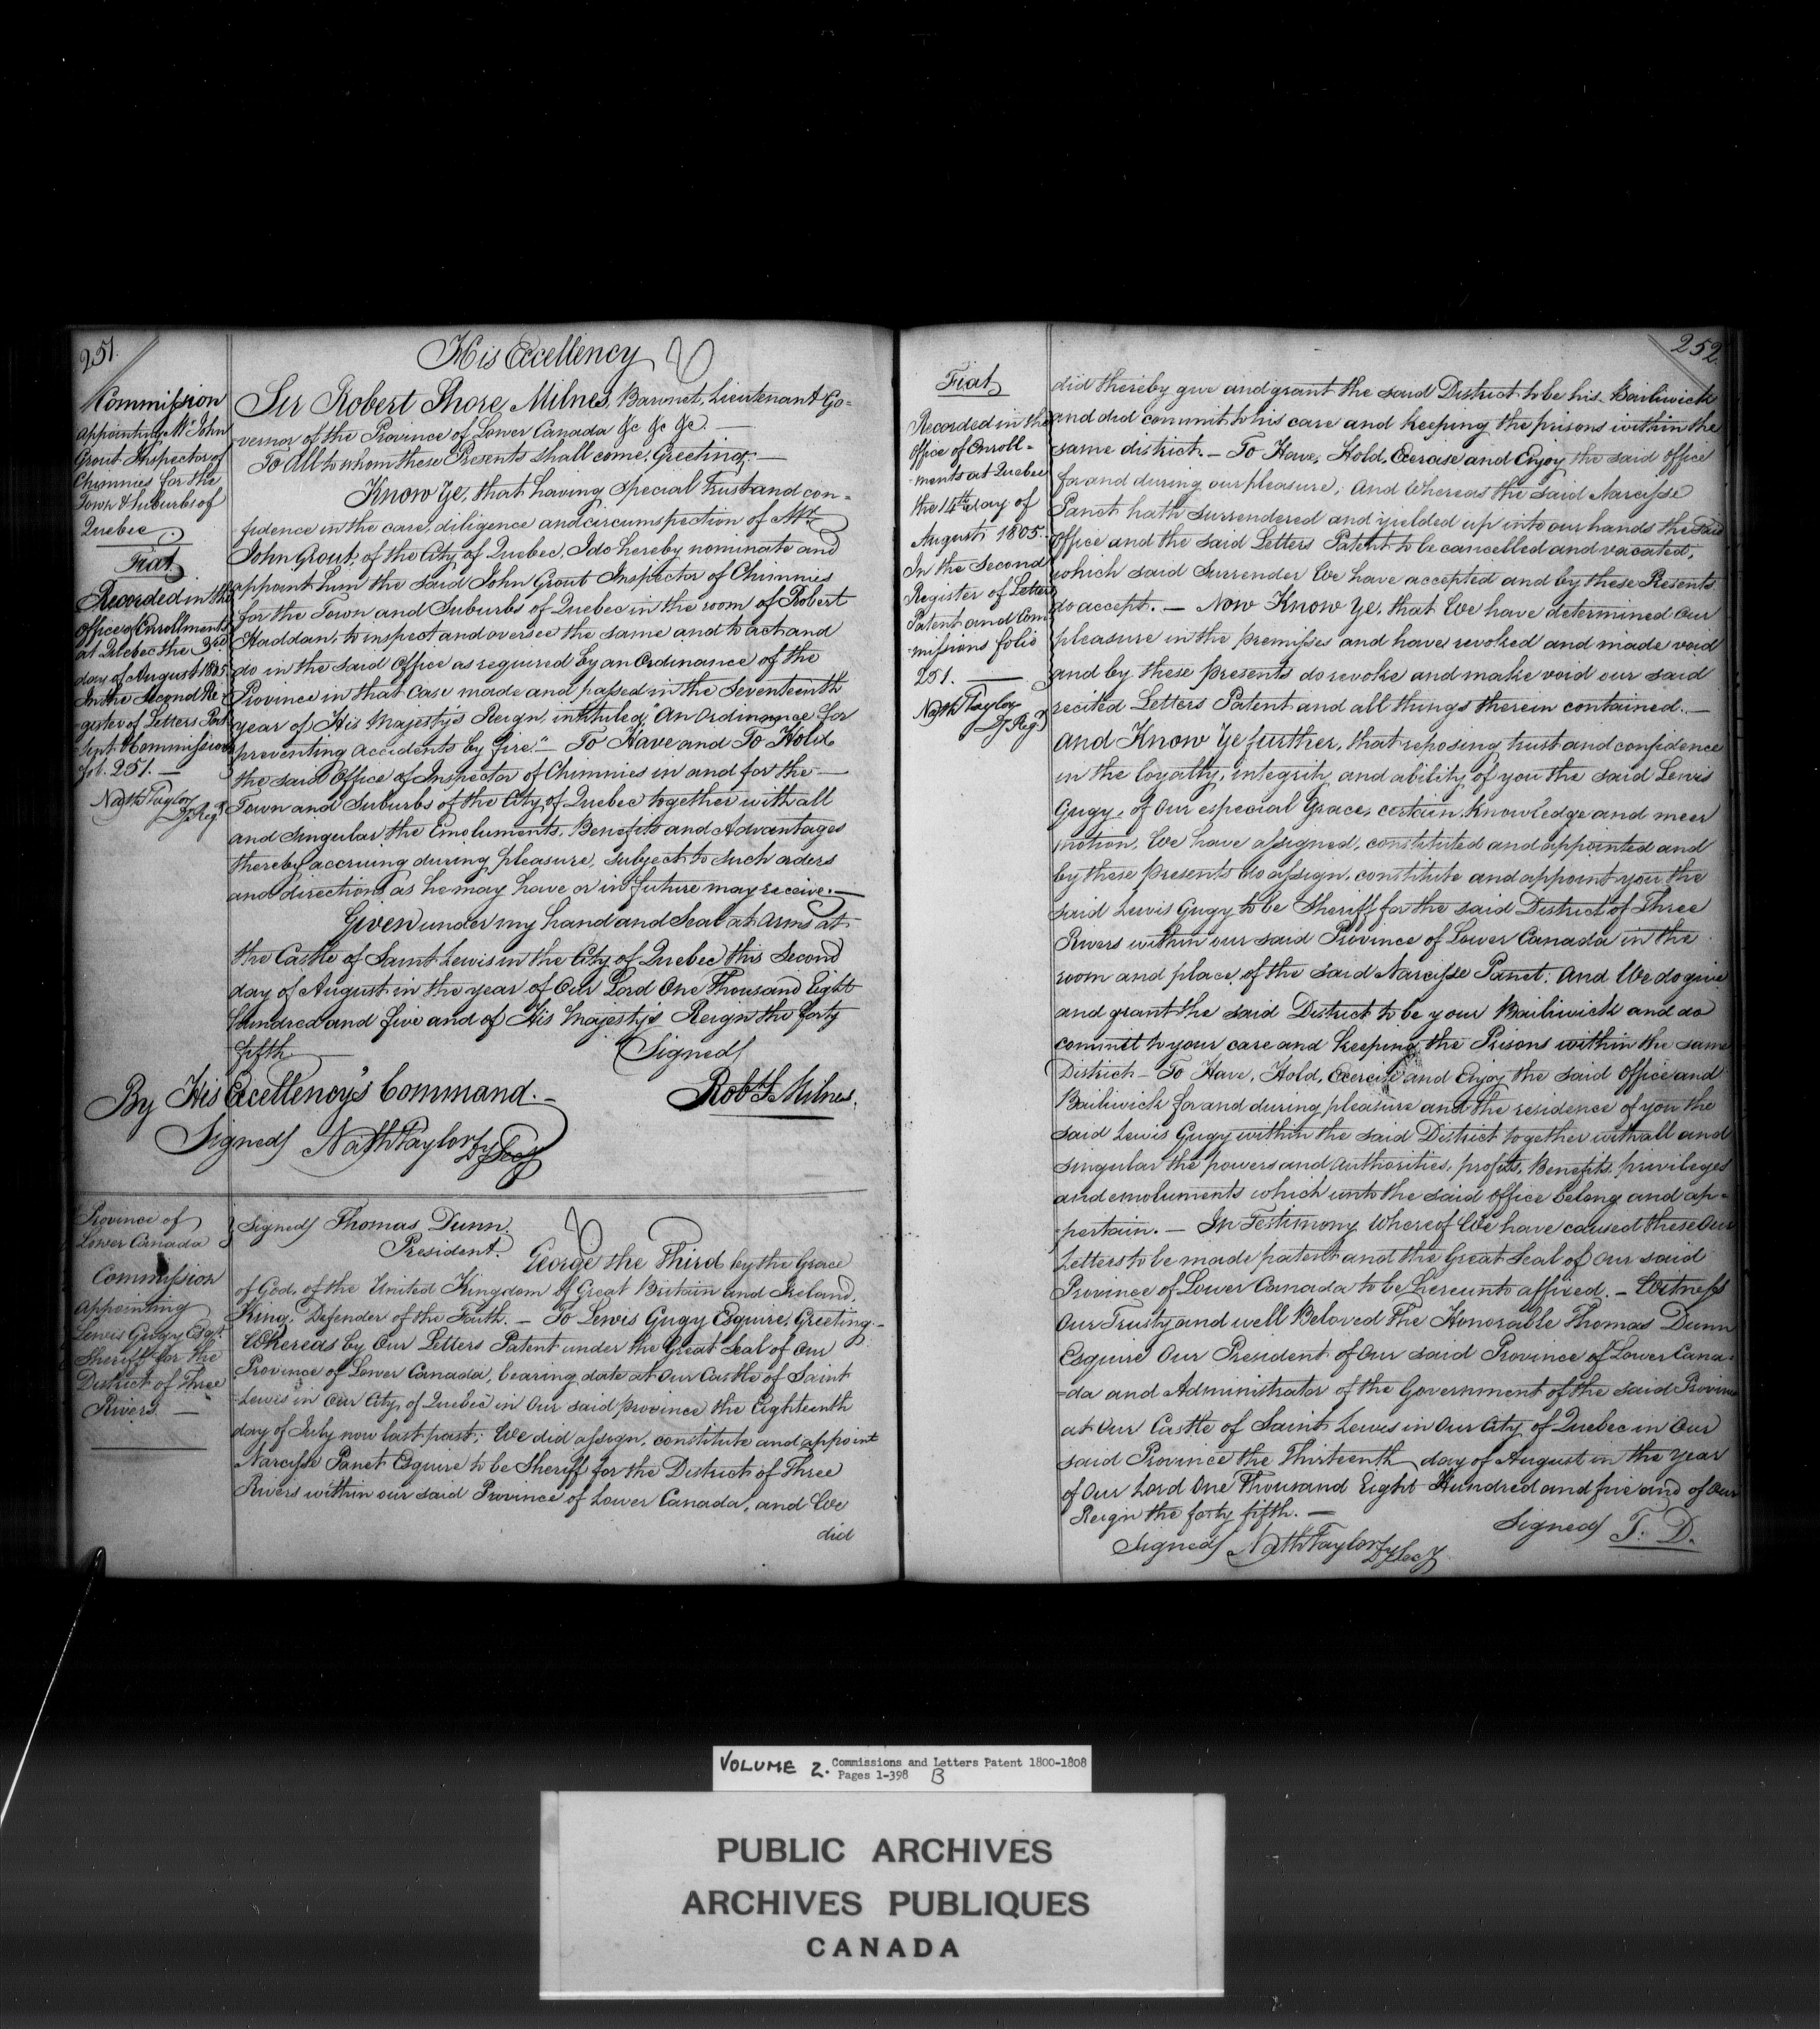 251.
Commission
Appointing Mr John
Grout Inspector of
Chimnies for the
Town & Suburbs of
Quebec.
Fiat
Recorded in the
Office of Enrollments
at Quebec the 3rd
day of August 1805.
In the Second Re-
gister of Letters Pat-
-ent & Commissions
fol. 251. —
Nath Taylor
Dy Regr
His Excellency
Sir Robert Shore Milnes, Baronet, Lieutenant Go-
vernor of the Province of Lower Canada &c &c &c. —
To All to whom these Presents shall come, Greeting; —
Know Ye, that having Special trust and con-
fidence in the care, diligence and circumspection of Mr
John Grout, of the City of Quebec, I do hereby nominate and
appoint him the said John Grout Inspector of Chimnies
for the Town and Suburbs of Quebec in the room of Robert
Haddan, to inspect and oversee the same and to act and
do in the said Office as required by an Ordinance of the
Province in that case made and passed in the Seventeenth
year of His Majesty's Reign, intituled, "An Ordinance for
preventing accidents by fire." — To Have and To Hold
the said Office of Inspector of Chimnies in and for the —
Town and Suburbs of the City of Quebec together with all
and Singular the Emoluments, Benefits and Advantages
thereby accruing during pleasure, subject to such orders
and directions as he may have or in future may receive. —
Given under my hand and Seal at Arms at
the Castle of Saint Lewis in the City of Quebec this Second
day of August in the year of Our Lord One Thousand Eight
hundred and five and of His Majesty's Reign the forty
fifth
Signed/
Robt S. Milnes.
By His Excellency's Command. —
Signed/ Nath Taylor Dy Secy
Province of
Lower Canada
Commission
Appointing
Lewis Gugy Esqr.
Sheriff for the
District of Three
Rivers. —
Signed/ Thomas Dunn.
President.
George the Third by the Grace
of God, of the United Kingdom of Great Britain and Ireland,
King, Defender of the Faith. — To Lewis Gugy Esquire, Greeting. —
Whereas by Our Letters Patent under the Great Seal of our
Province of Lower Canada, bearing date at our Castle of Saint
Lewis in our City of Quebec in our said province the Eighteenth
day of July now last past; We did assign, constitute and appoint
Narcisse Panet Esquire to be Sheriff for the District of Three
Rivers within our said Province of Lower Canada, and We
did
252.
Fiat
Recorded in the
Office of Enroll-
-ments at Quebec
the 14th day of
August 1805.
In the Second
Register of Letters
Patent and Com
-missions folio
251. —
Nath Taylor
Dy Regr
did thereby give and grant the said District to be his Bailiwick
and did commit to his care and keeping the prisons within the
same district. — To Have, Hold, Exercise and Enjoy the said Office
for and during our pleasure; And Whereas the said Narcisse
Panet hath Surrendered and yielded up into our hands the said
Office and the said Letters Patent to be cancelled and vacated,
which said Surrender We have accepted and by these Presents
do accept. — Now Know Ye, that We have determined our
pleasure in the premisses and have revoked and made void
and by these presents do revoke and make void our said
recited Letters Patent and all things therein contained. —
And Know Ye further, that reposing trust and confidence
in the loyalty, integrity and ability of you the said Lewis
Gugy, of our especial Grace, certain knowledge and meer
motion, We have assigned, constituted and appointed and
by these presents do assign, constitute and appoint you the
said Lewis Gugy to be Sheriff for the said District of Three
Rivers within our said Province of Lower Canada in the
room and place of the said Narcisse Panet. And We do give
and grant the said District to be your Bailiwick and do
commit to your care and keeping the Prisons within the same
District — To Have, Hold, Exercise and Enjoy the said Office and
Bailiwick for and during pleasure and the residence of you the
said Lewis Gugy within the said District together with all and
singular the powers and authorities, profits, Benefits, privileges
and emoluments which unto the said office belong and ap-
-pertain. — In Testimony Whereof We have caused these our
Letters to be made patent and the Great Seal of our said
Province of Lower Canada to be hereunto affixed. — Witness
Our Trusty and well Beloved The Honorable Thomas Dunn
Esquire Our President of our said Province of Lower Cana-
-da and Administrator of the Government of the said Province
at our Castle of Saint Lewis in our City of Quebec in our
said Province the Thirteenth day of August in the year
of our Lord One Thousand Eight Hundred and five and of our
Reign the forty fifth. —
Signed/ T. D.
Signed/ Nath Taylor Dy Secy
VOLUME 2. Commissions and Letters Patent 1800-1808
Pages 1-398 B
PUBLIC ARCHIVES
ARCHIVES PUBLIQUES
CANADA